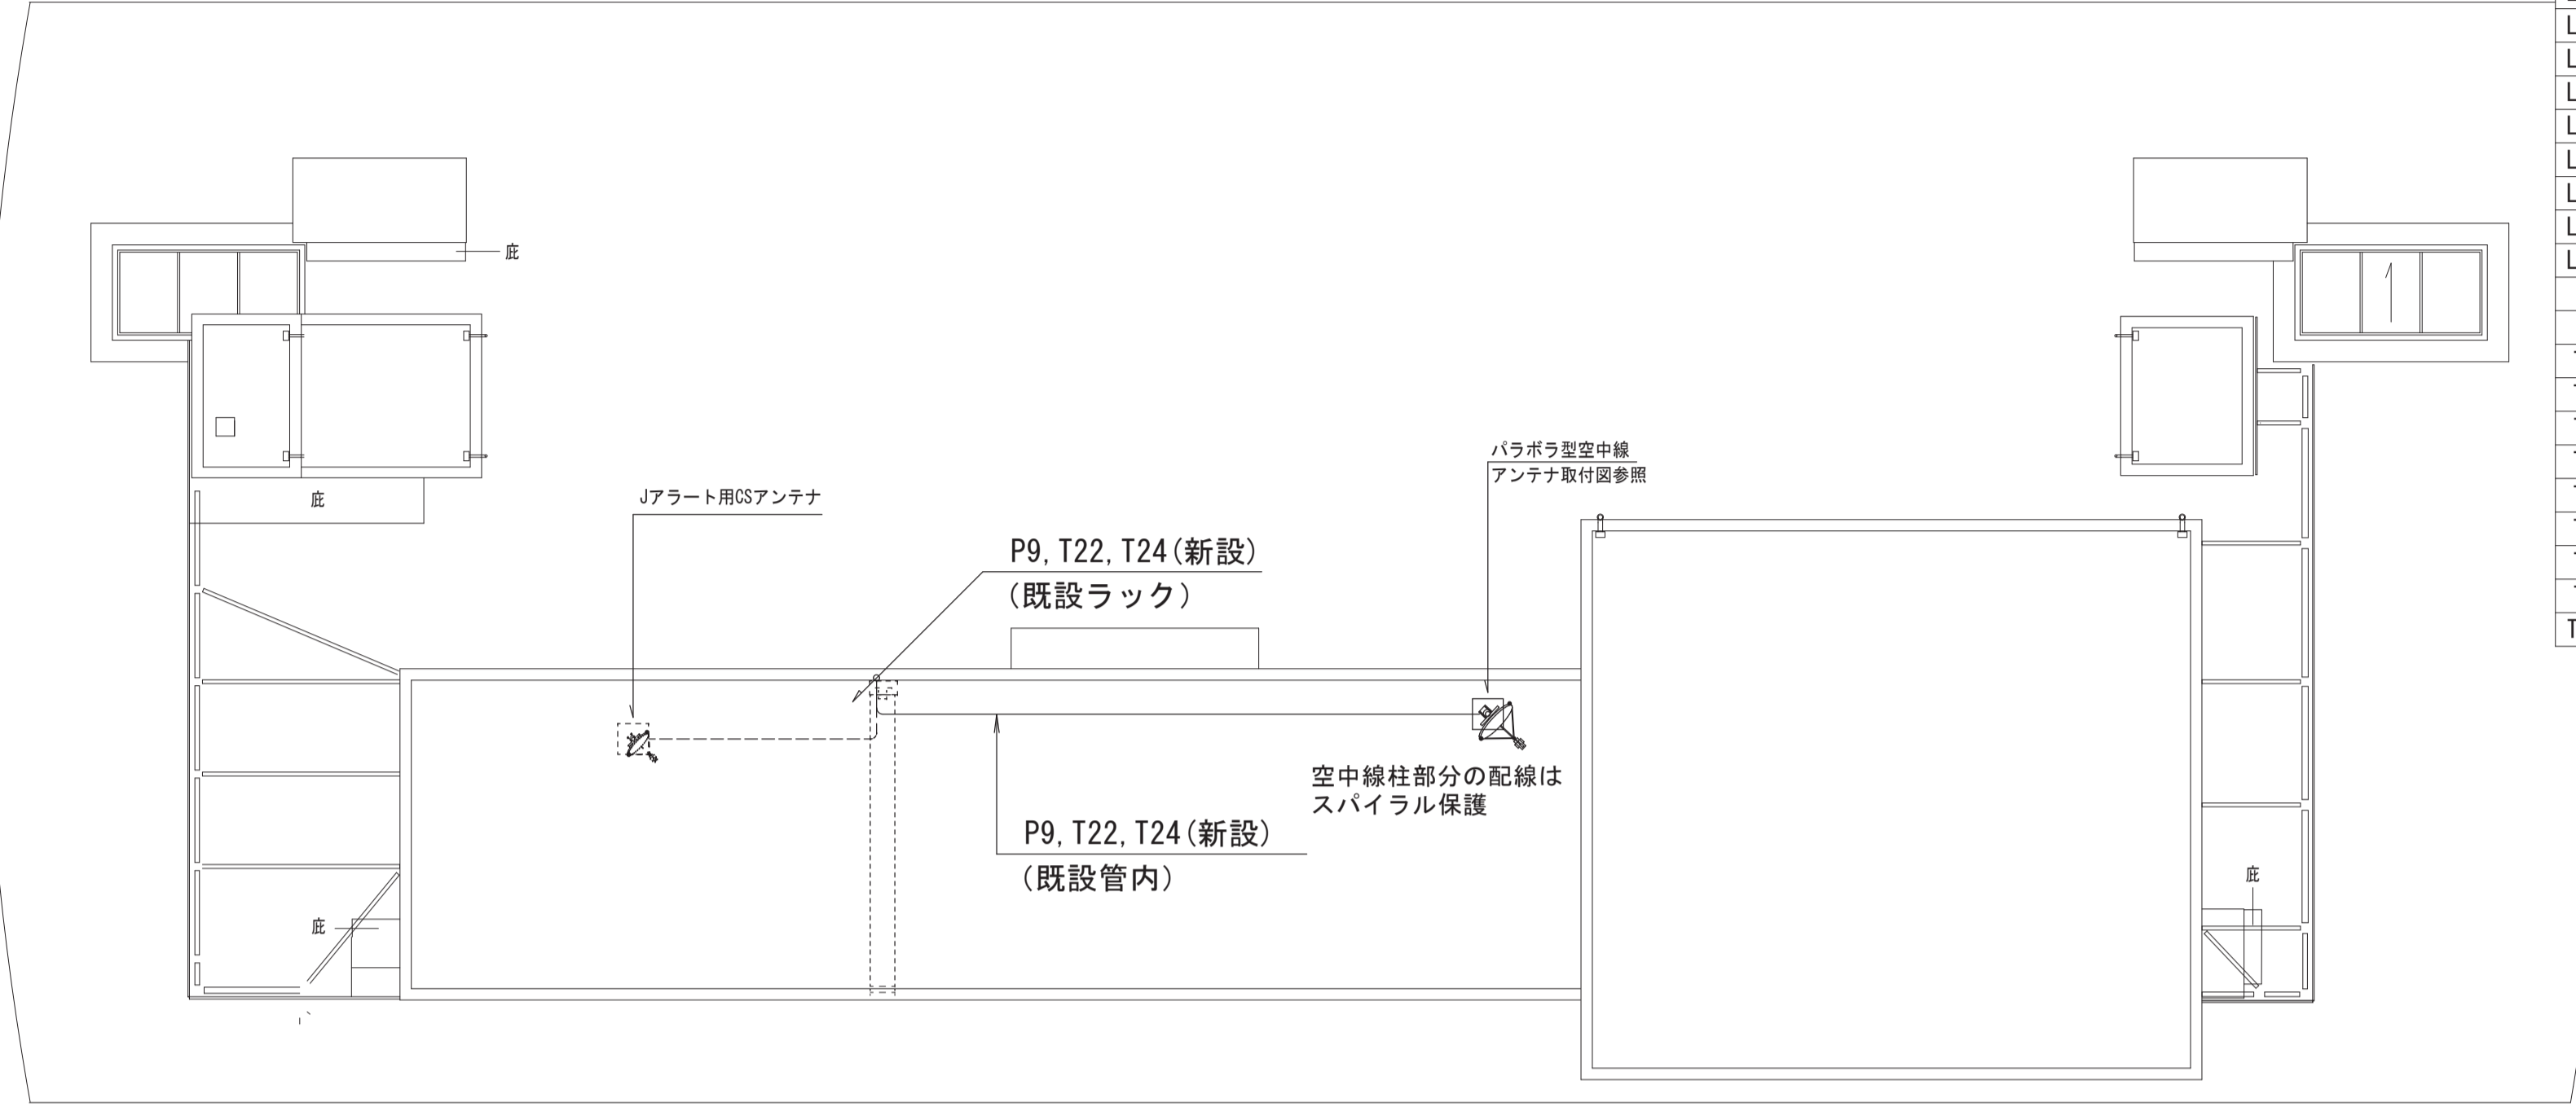 庇
パラボラ型空中線
アンテナ取付図参照
Jアラート用CSアンテナ
庇
P9, T22, T24(新設)
(既設ラック)
空中線柱部分の配線は
スパイラル保護
P9, T22, T24(新設)
(既設管内)
庇
庇